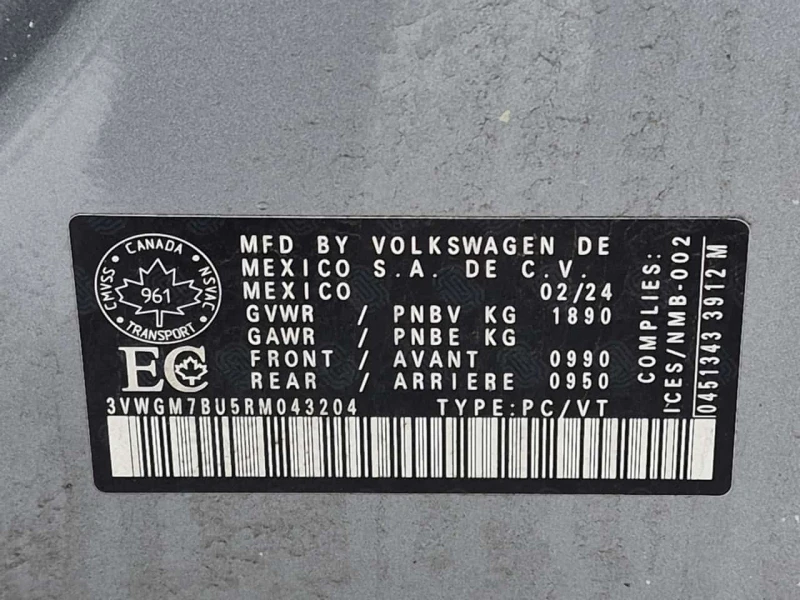 CANADA
CMVSS
NSVAC
961
TRANSPORT
EC
MFD BY VOLKSWAGEN DE
MEXICO S.A. DE C.V.
MEXICO 02/24
GVWR / PNBV KG 1890
GAWR / PNBE KG
FRONT / AVANT 0990
REAR / ARRIERE 0950
3VWGM7BU5RM043204 TYPE:PC/VT
COMPLIES:
ICES/NMB-002
0451343 3912 M